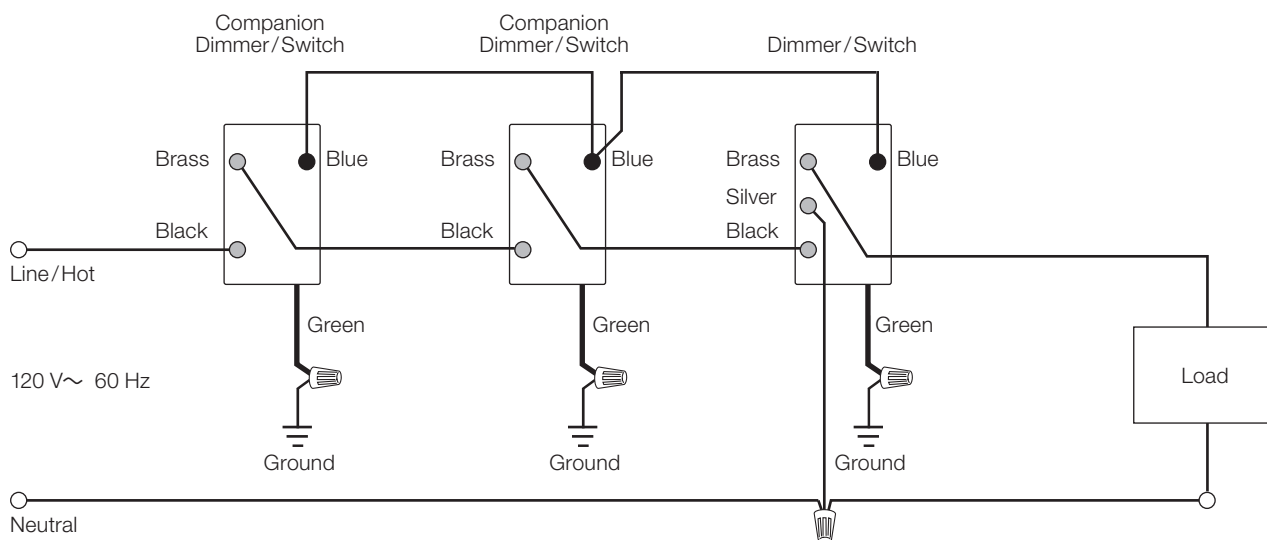 Companion
Dimmer/Switch
Companion
Dimmer/Switch
Dimmer/Switch
Brass
Blue
Brass
Blue
Brass
Blue
Silver
Black
Black
Black
Line/Hot
Green
Green
Green
120 V~ 60 Hz
Load
Ground
Ground
Ground
Neutral